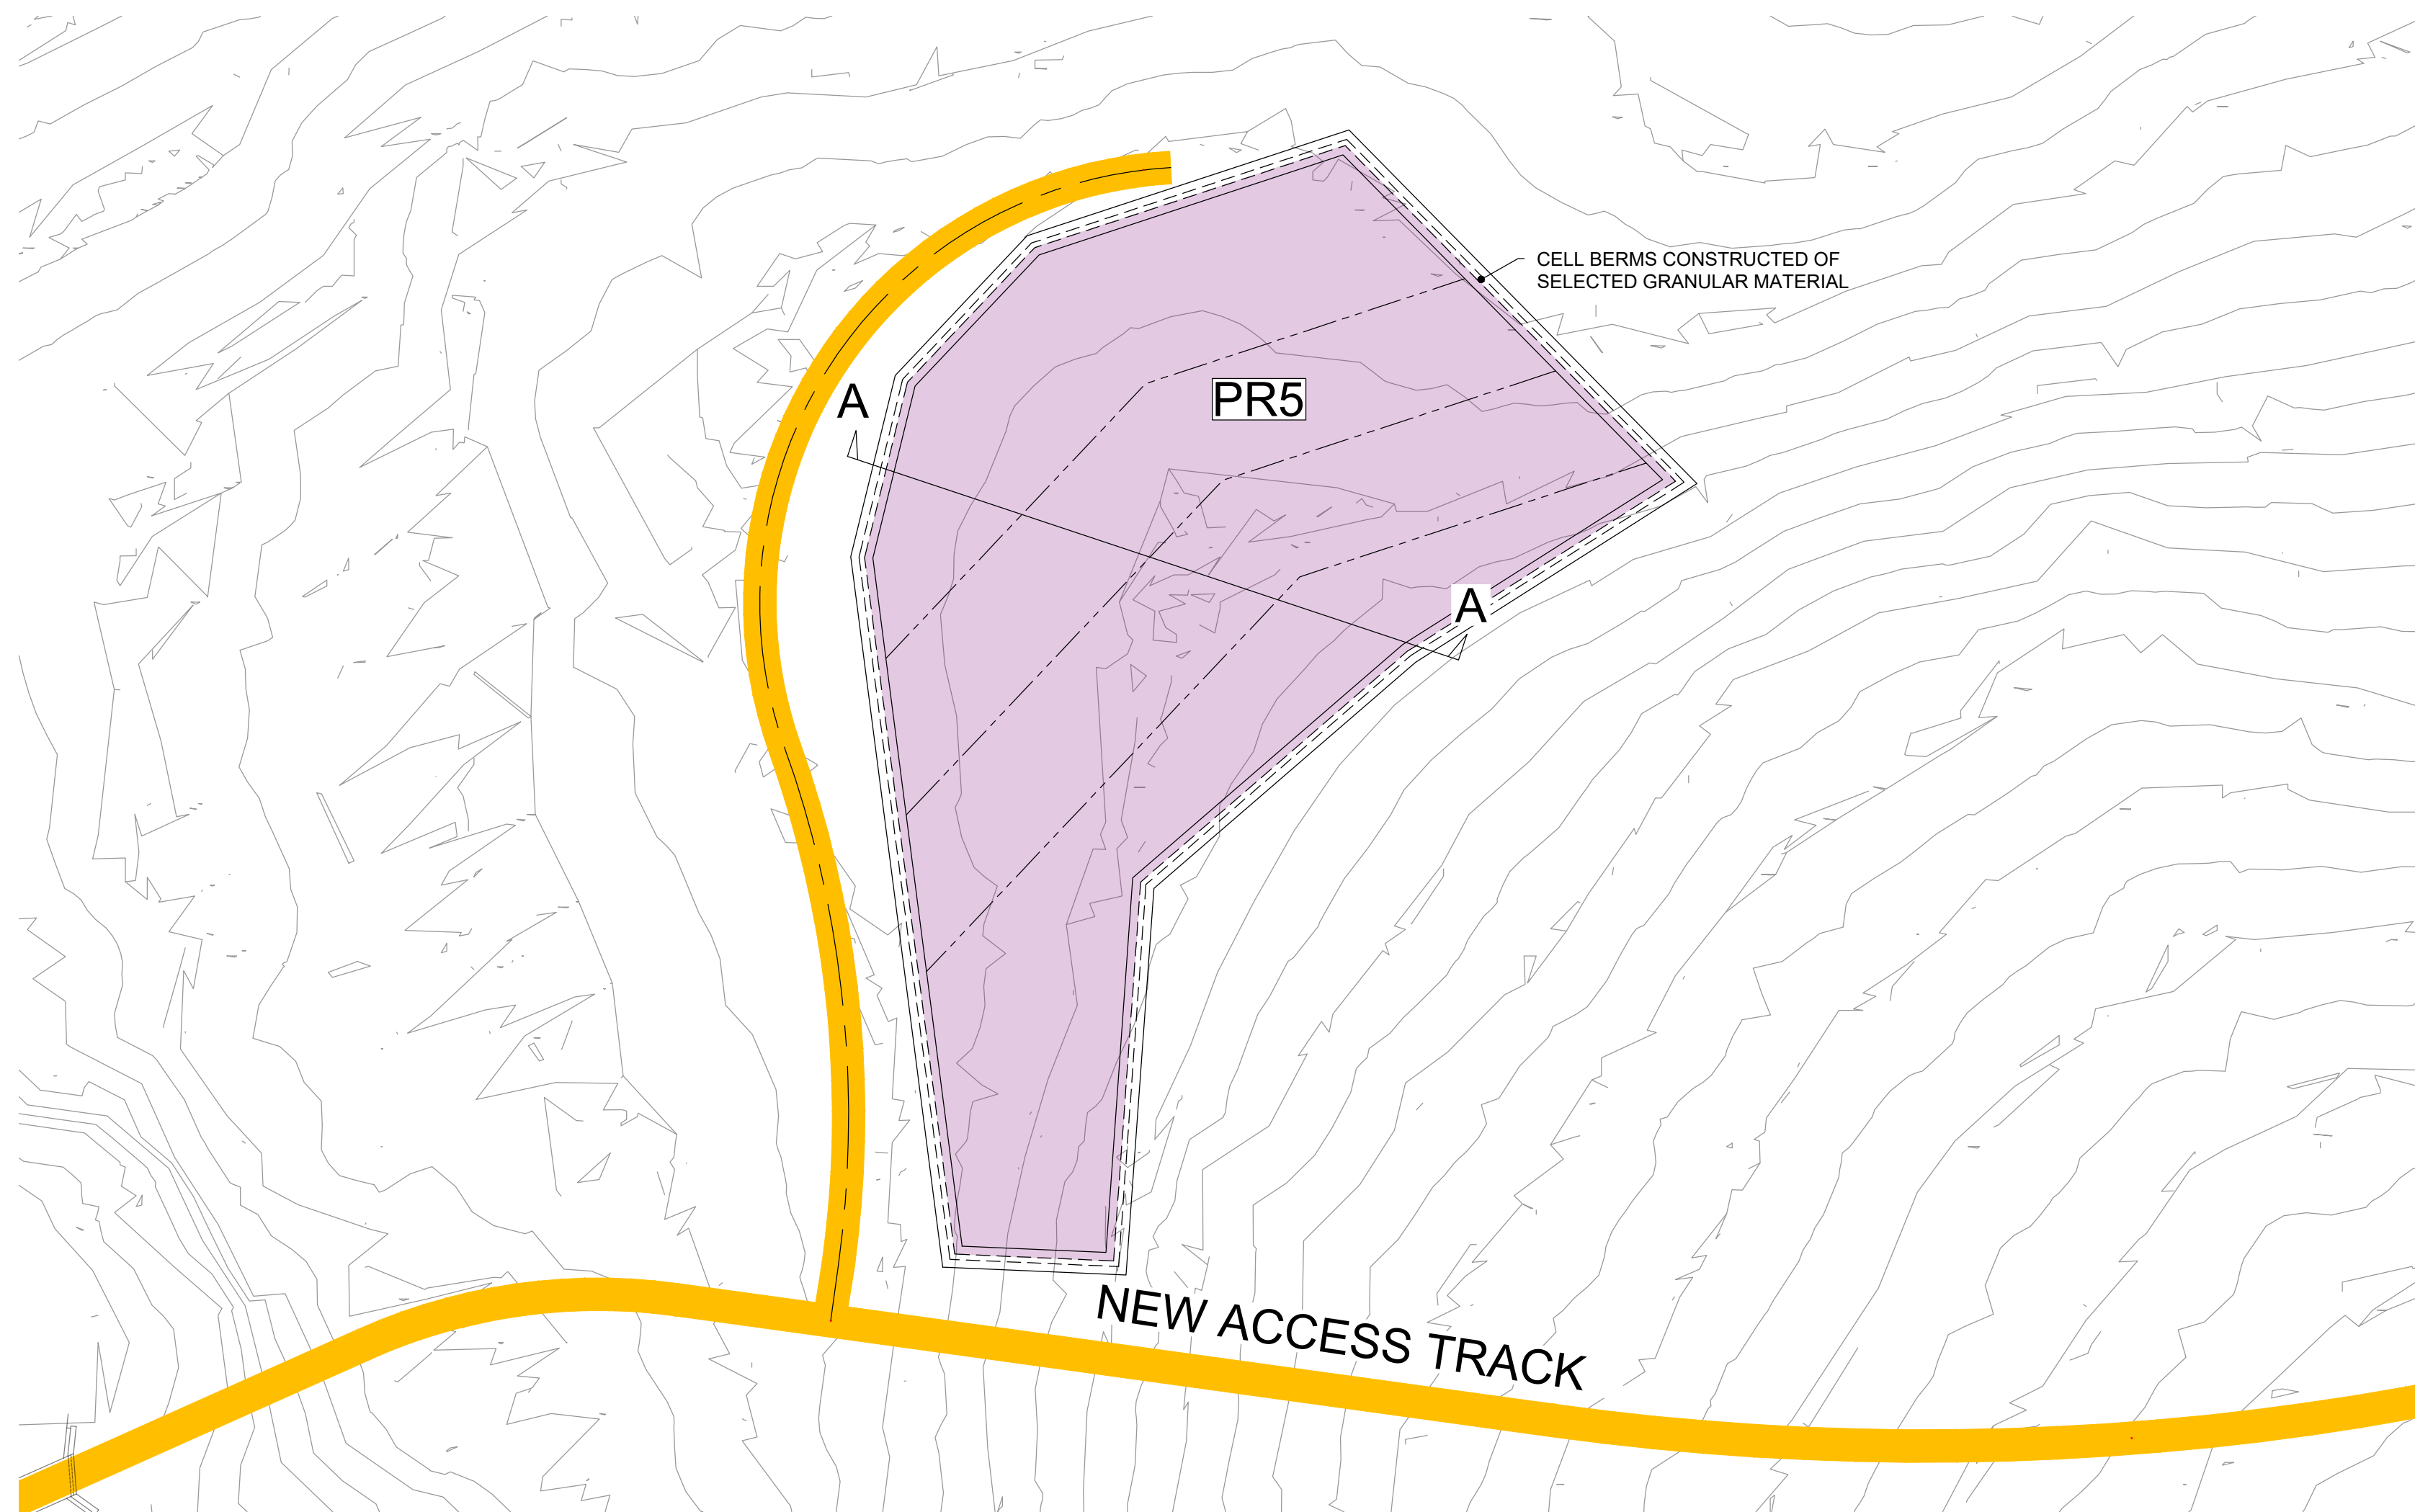 CELL BERMS CONSTRUCTED OF
SELECTED GRANULAR MATERIAL
A
PR5
A
NEW ACCESS TRACK